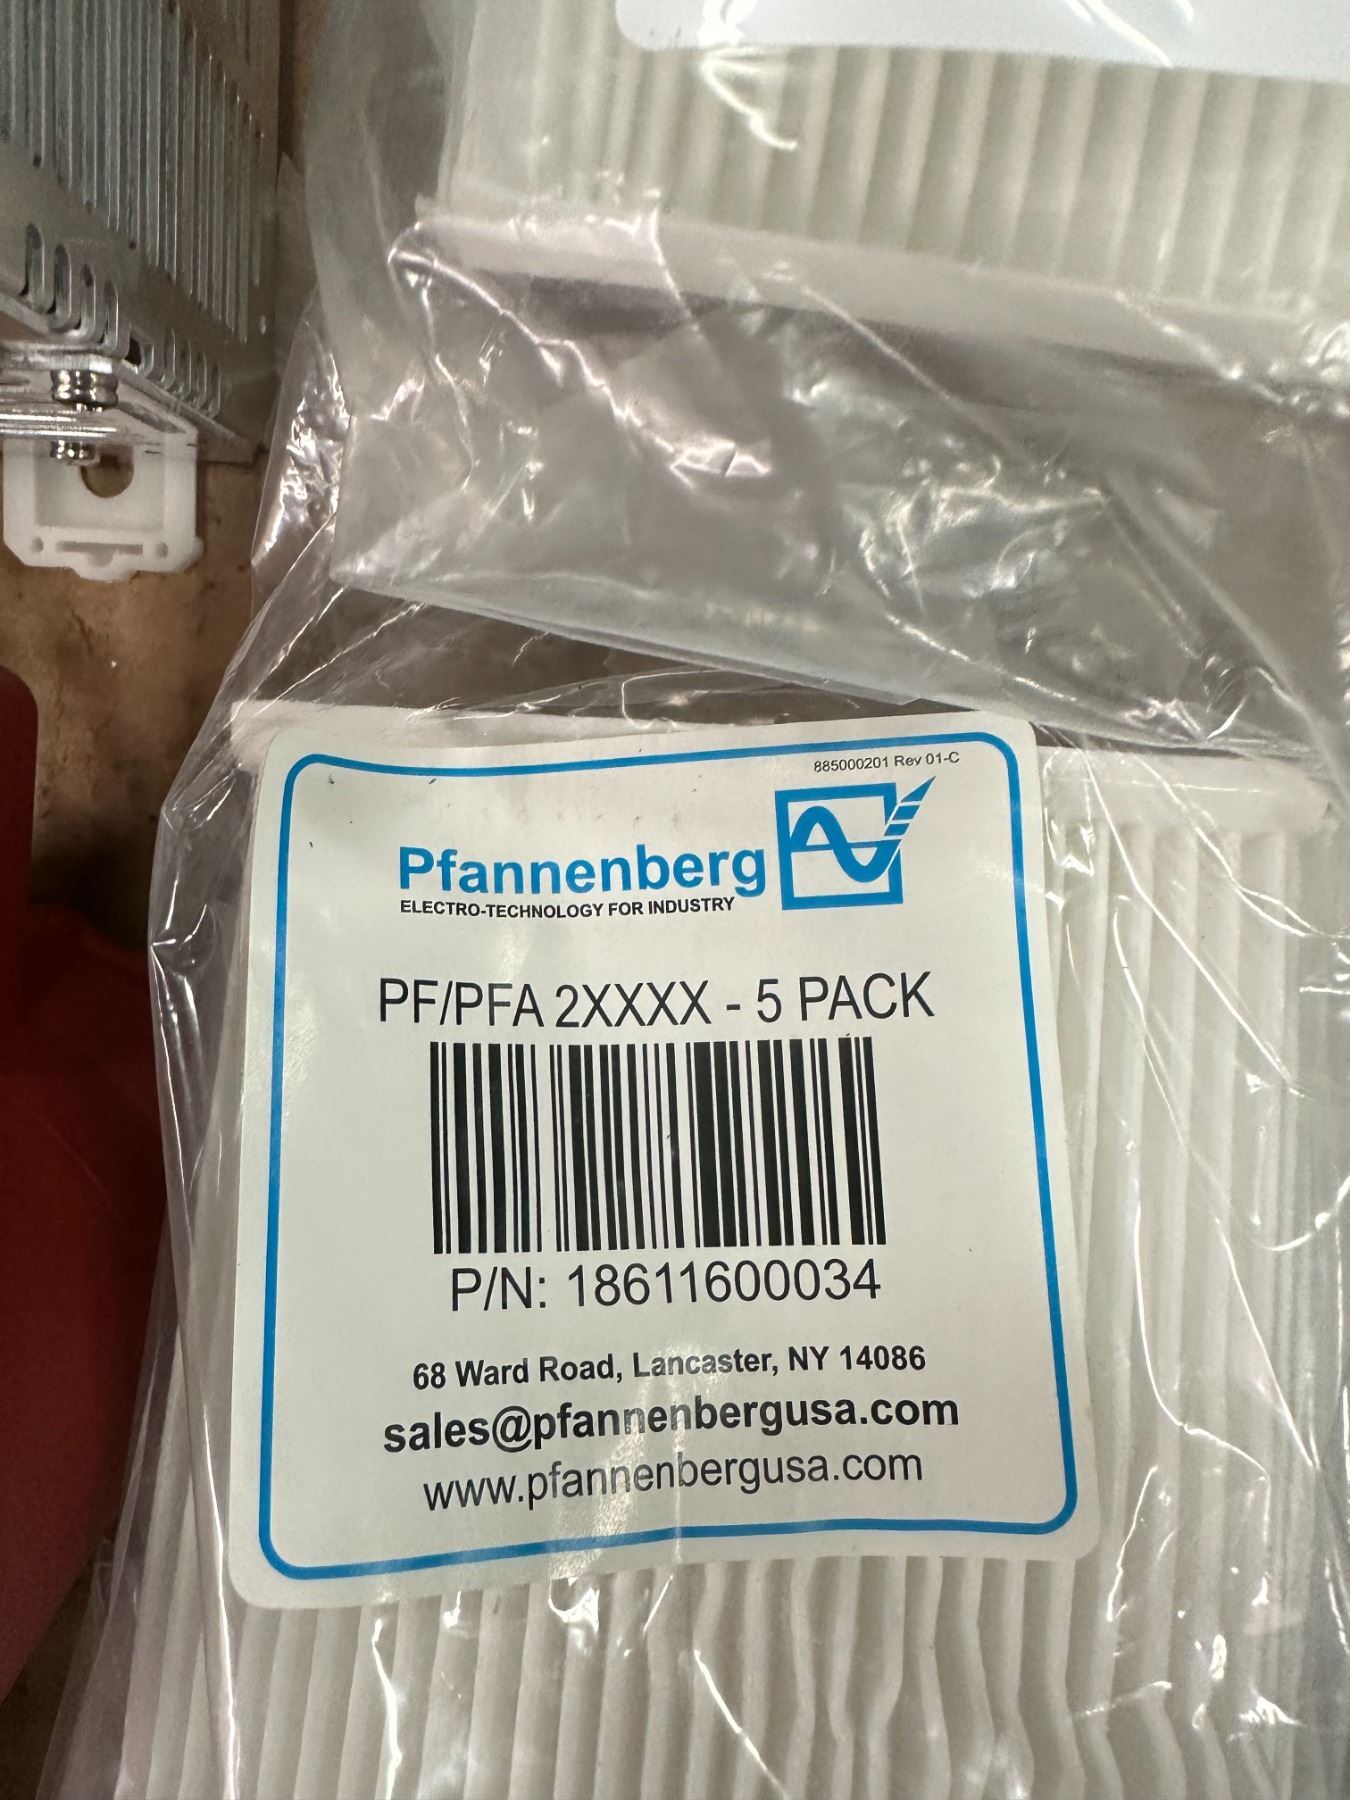 885000201 Rev 01-C
Pfannenberg
ELECTRO-TECHNOLOGY FOR INDUSTRY
PF/PFA 2XXXX - 5 PACK
P/N: 18611600034
68 Ward Road, Lancaster, NY 14086
sales@pfannenbergusa.com
www.pfannenbergusa.com